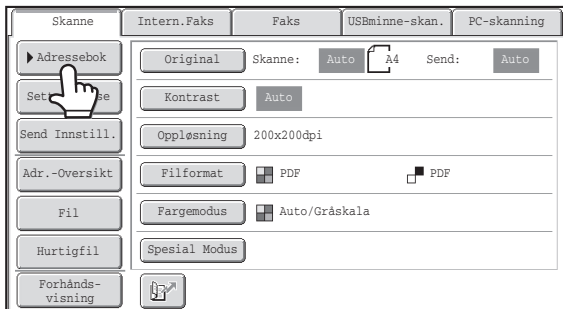 Skanne Intern.Faks Faks USBminne-skan. PC-skanning
Adressebok Original Skanne: Auto A4 Send: Auto
Kontrast Auto
Send Innstill. Oppløsning 200x200dpi
Adr.-Oversikt Filformat PDF PDF
Fil Fargemodus Auto/Gråskala
Hurtigfil Spesial Modus
Forhånds-
visning